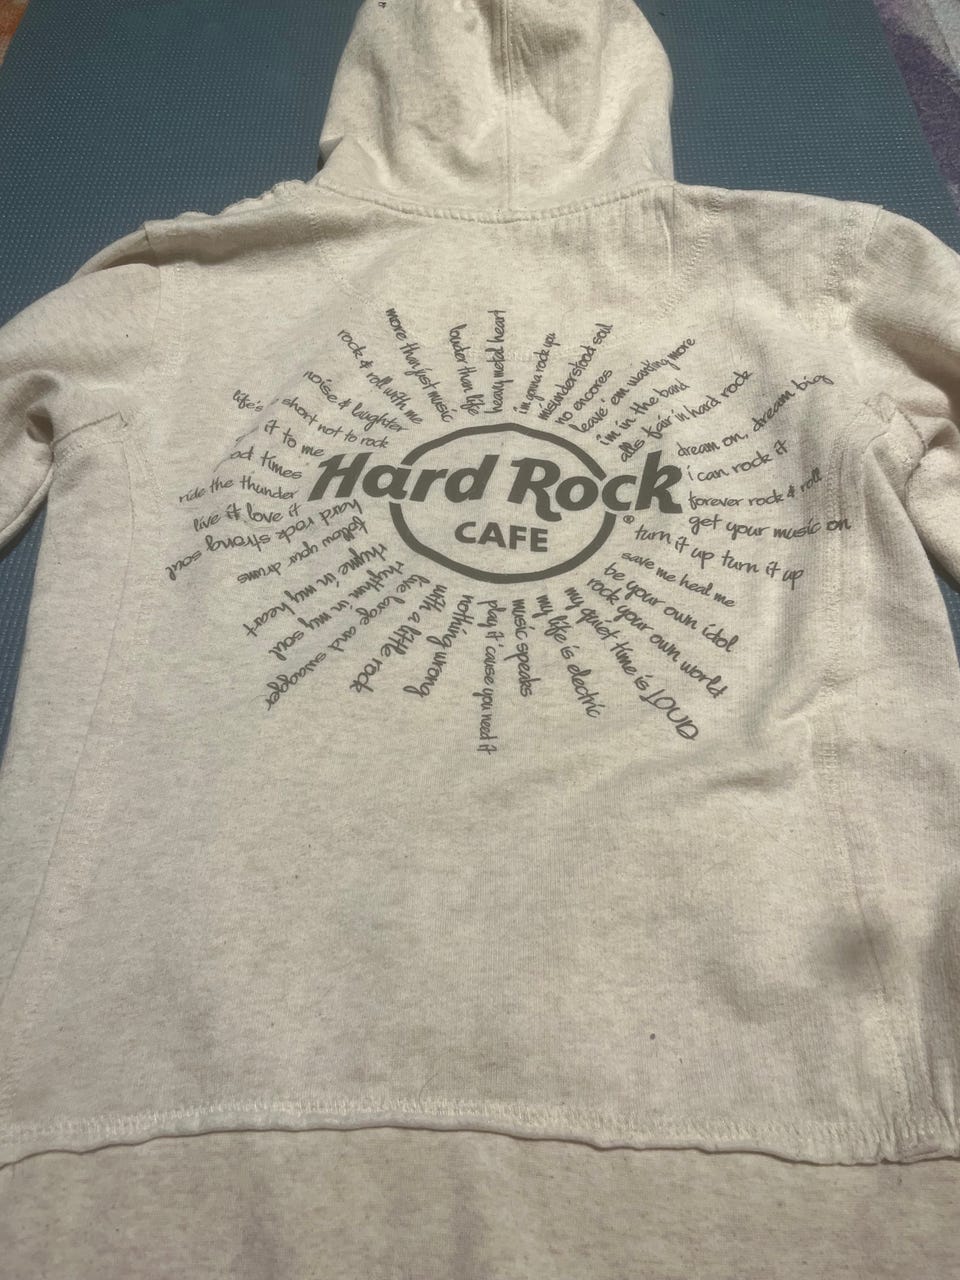 Hard Rock
CAFE
®
heavy metal heart
i'm gonna rock you
misunderstood soul
no encores
leave 'em wanting more
i'm in the band
alls fair 'n hard rock
dream on, dream big
i can rock it
forever rock & roll
get your music on
turn it up turn it up
save me heal me
be your own idol
rock your own world
my quiet time is LOUD
my life is electric
music speaks
play it 'cause you need it
nothing wrong
with a little rock
live large and swagger
rhythm in my soul
rhyme in my heart
follow your drums
hard rock strong soul
live it love it
ride the thunder
times
it to me
life's short not to rock
noise & laughter
rock & roll with me
more than just music
louder than life